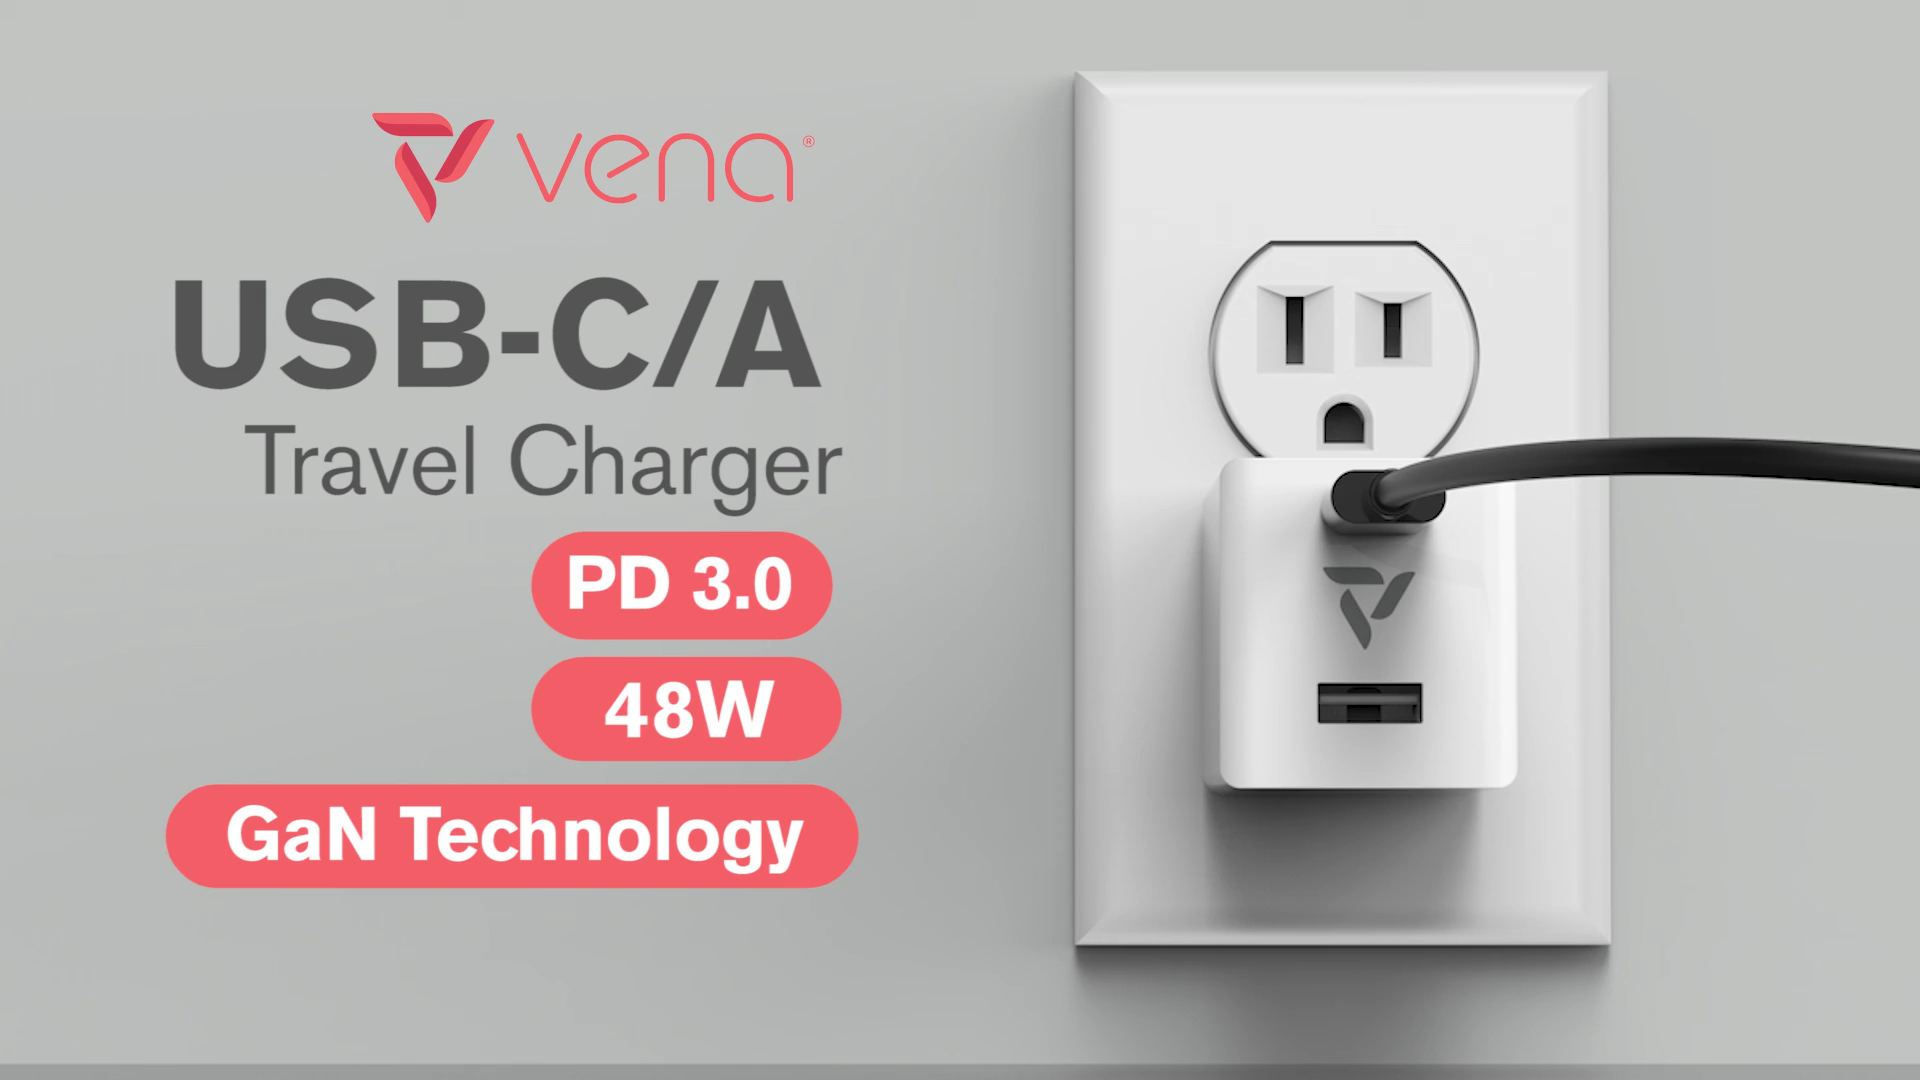 vena®
USB-C/A
Travel Charger
PD 3.0
48W
GaN Technology